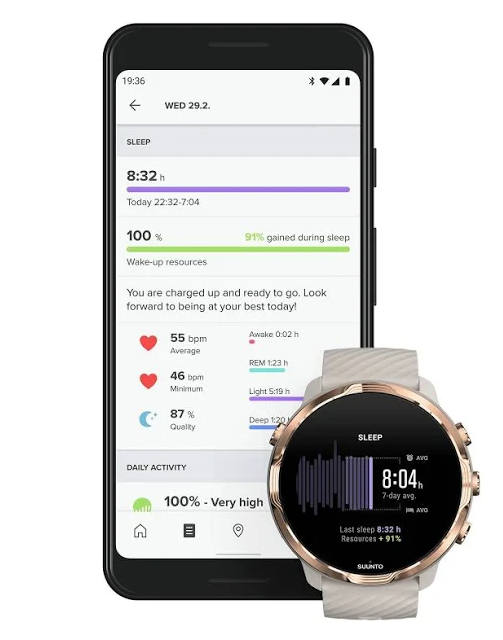 19:36
WED 29.2.
SLEEP
8:32 h
Today 22:32-7:04
100 %
91% gained during sleep
Wake-up resources
You are charged up and ready to go. Look
forward to being at your best today!
55 bpm
Average
46 bpm
Minimum
87 %
Quality
Awake 0:02 h
REM 1:23 h
Light 5:19 h
Deep 1:20
DAILY ACTIVITY
100% - Very high
SLEEP
AVG
8:04h
7-day avg.
AVG
Last sleep 8:32 h
Resources + 91%
SUUNTO